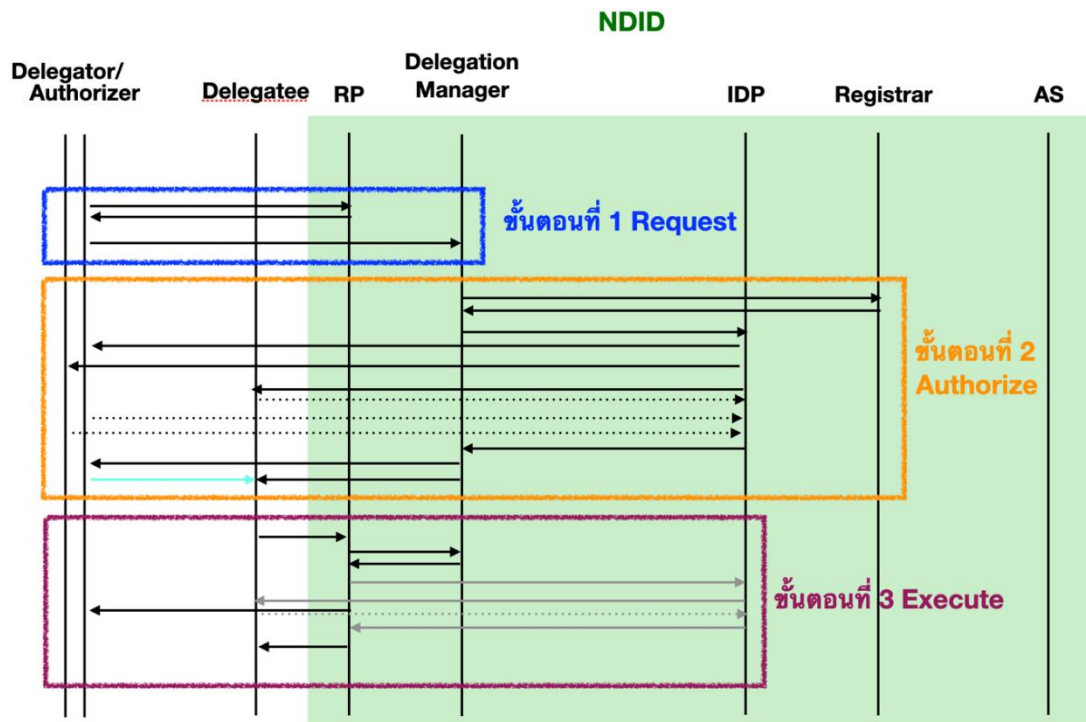 NDID
Delegator/
Authorizer
Delegatee
RP
Delegation
Manager
IDP
Registrar
AS
ขั้นตอนที่ 1 Request
ขั้นตอนที่ 2
Authorize
ขั้นตอนที่ 3 Execute